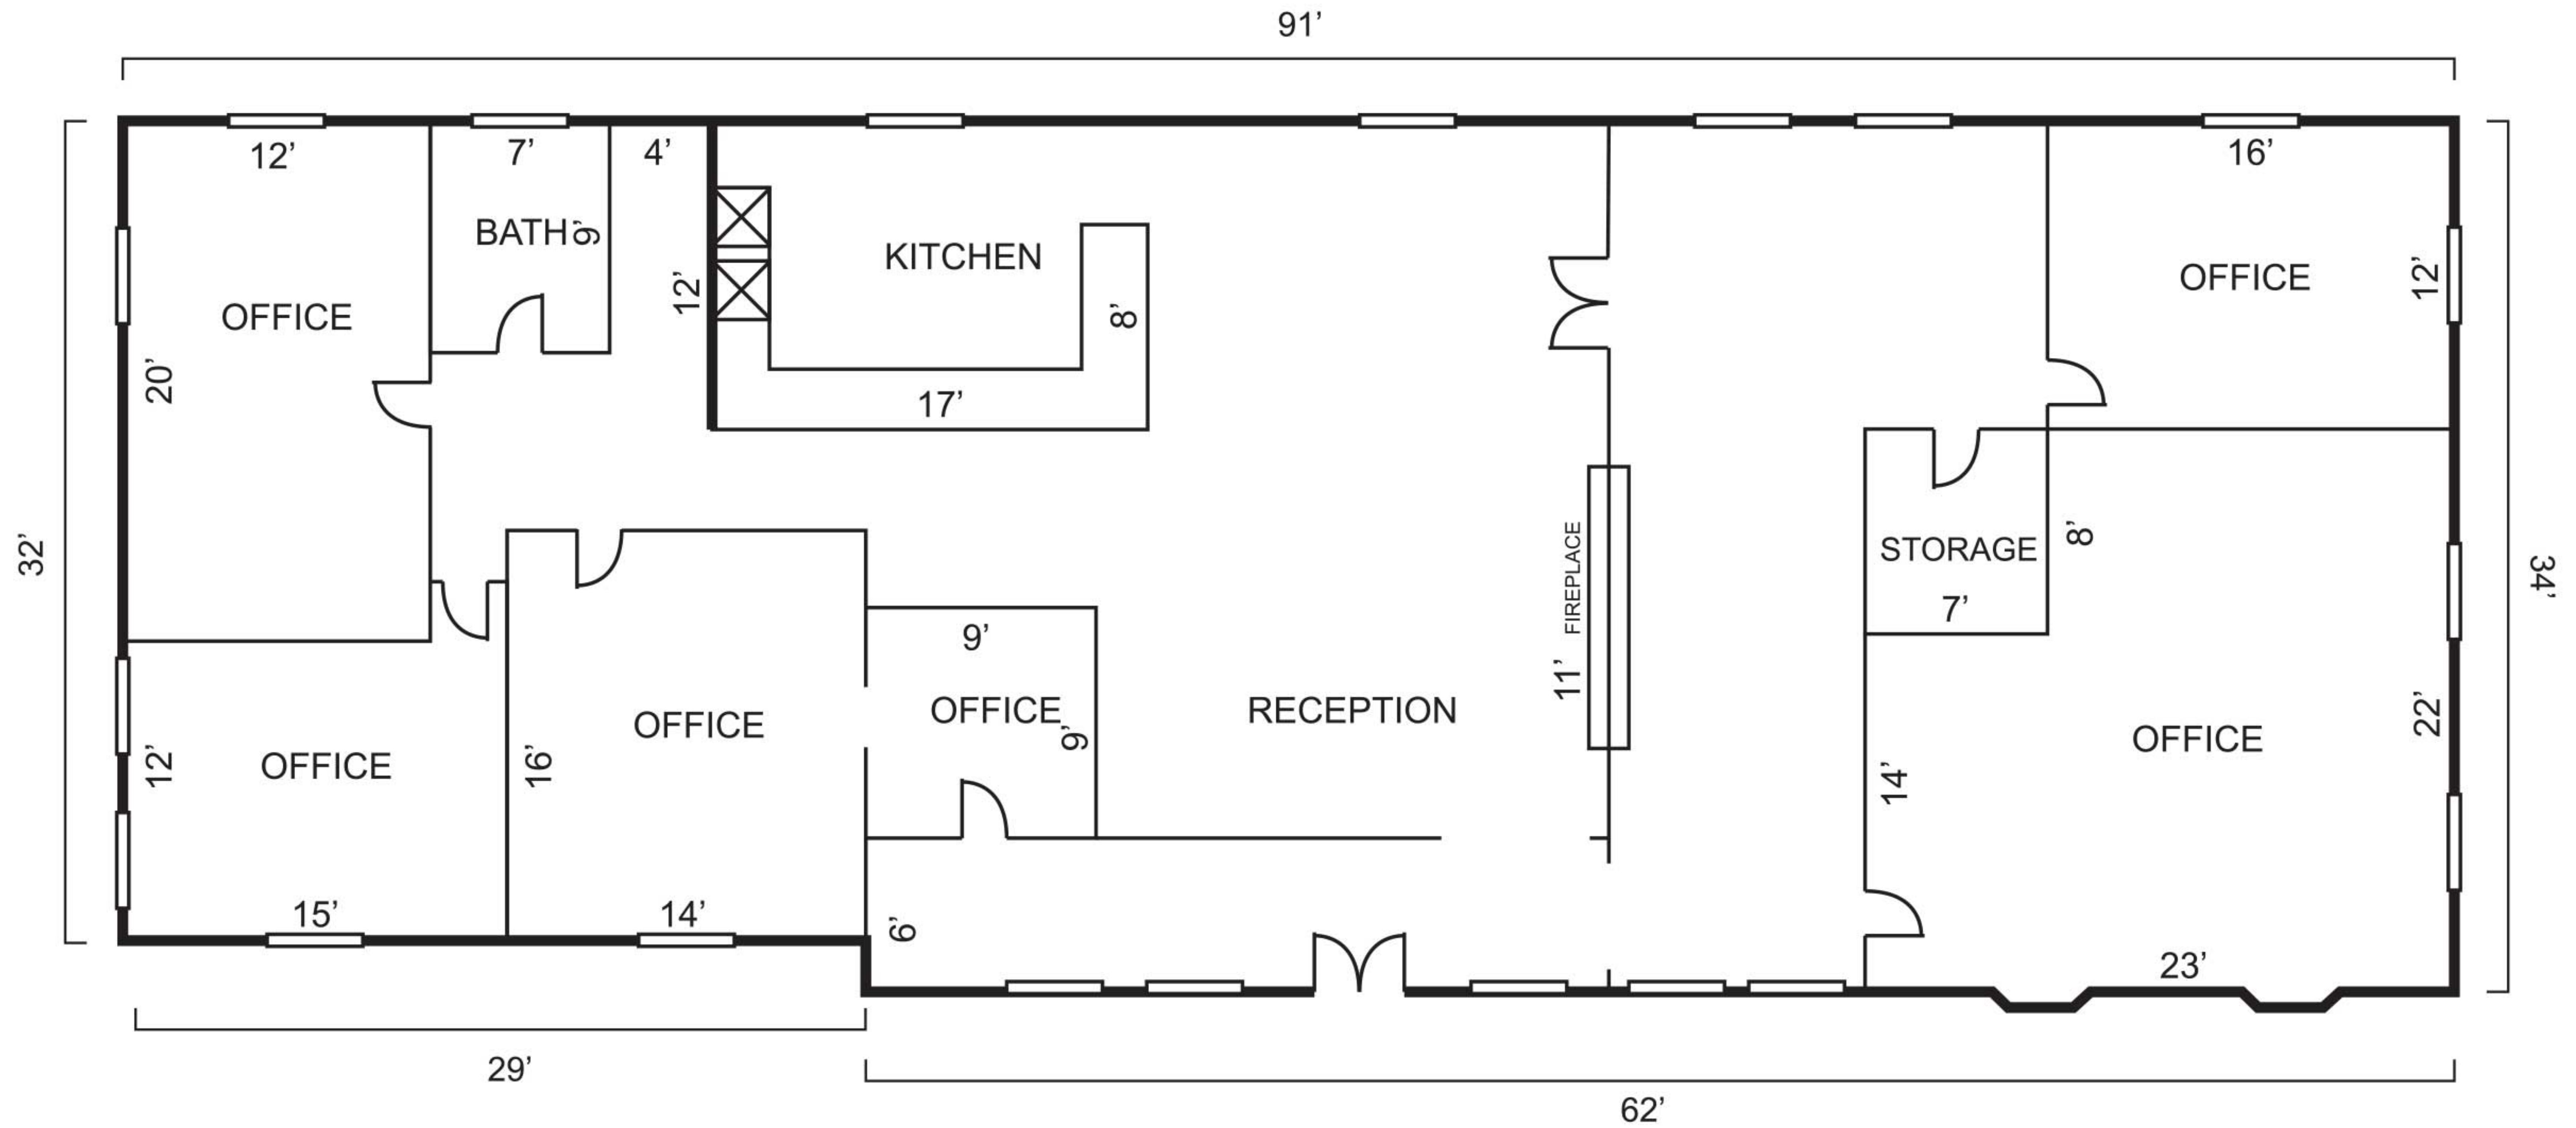 91’
12’
7’
4’
16’
BATH
9’
KITCHEN
12’
8’
OFFICE
12’
OFFICE
20’
17’
32’
FIREPLACE
STORAGE
8’
34’
7’
9’
11’
OFFICE
9’
RECEPTION
OFFICE
22’
OFFICE
12’
OFFICE
16’
14’
15’
14’
6’
23’
29’
62’